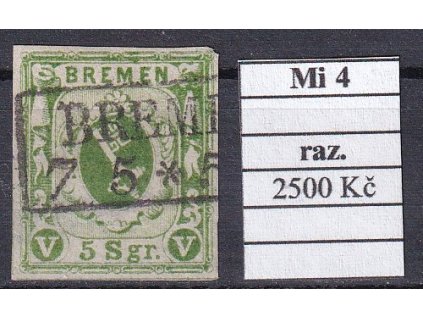 BREMEN
BREM
7 5 *
V 5 Sgr. V
Mi 4
raz.
2500 Kč